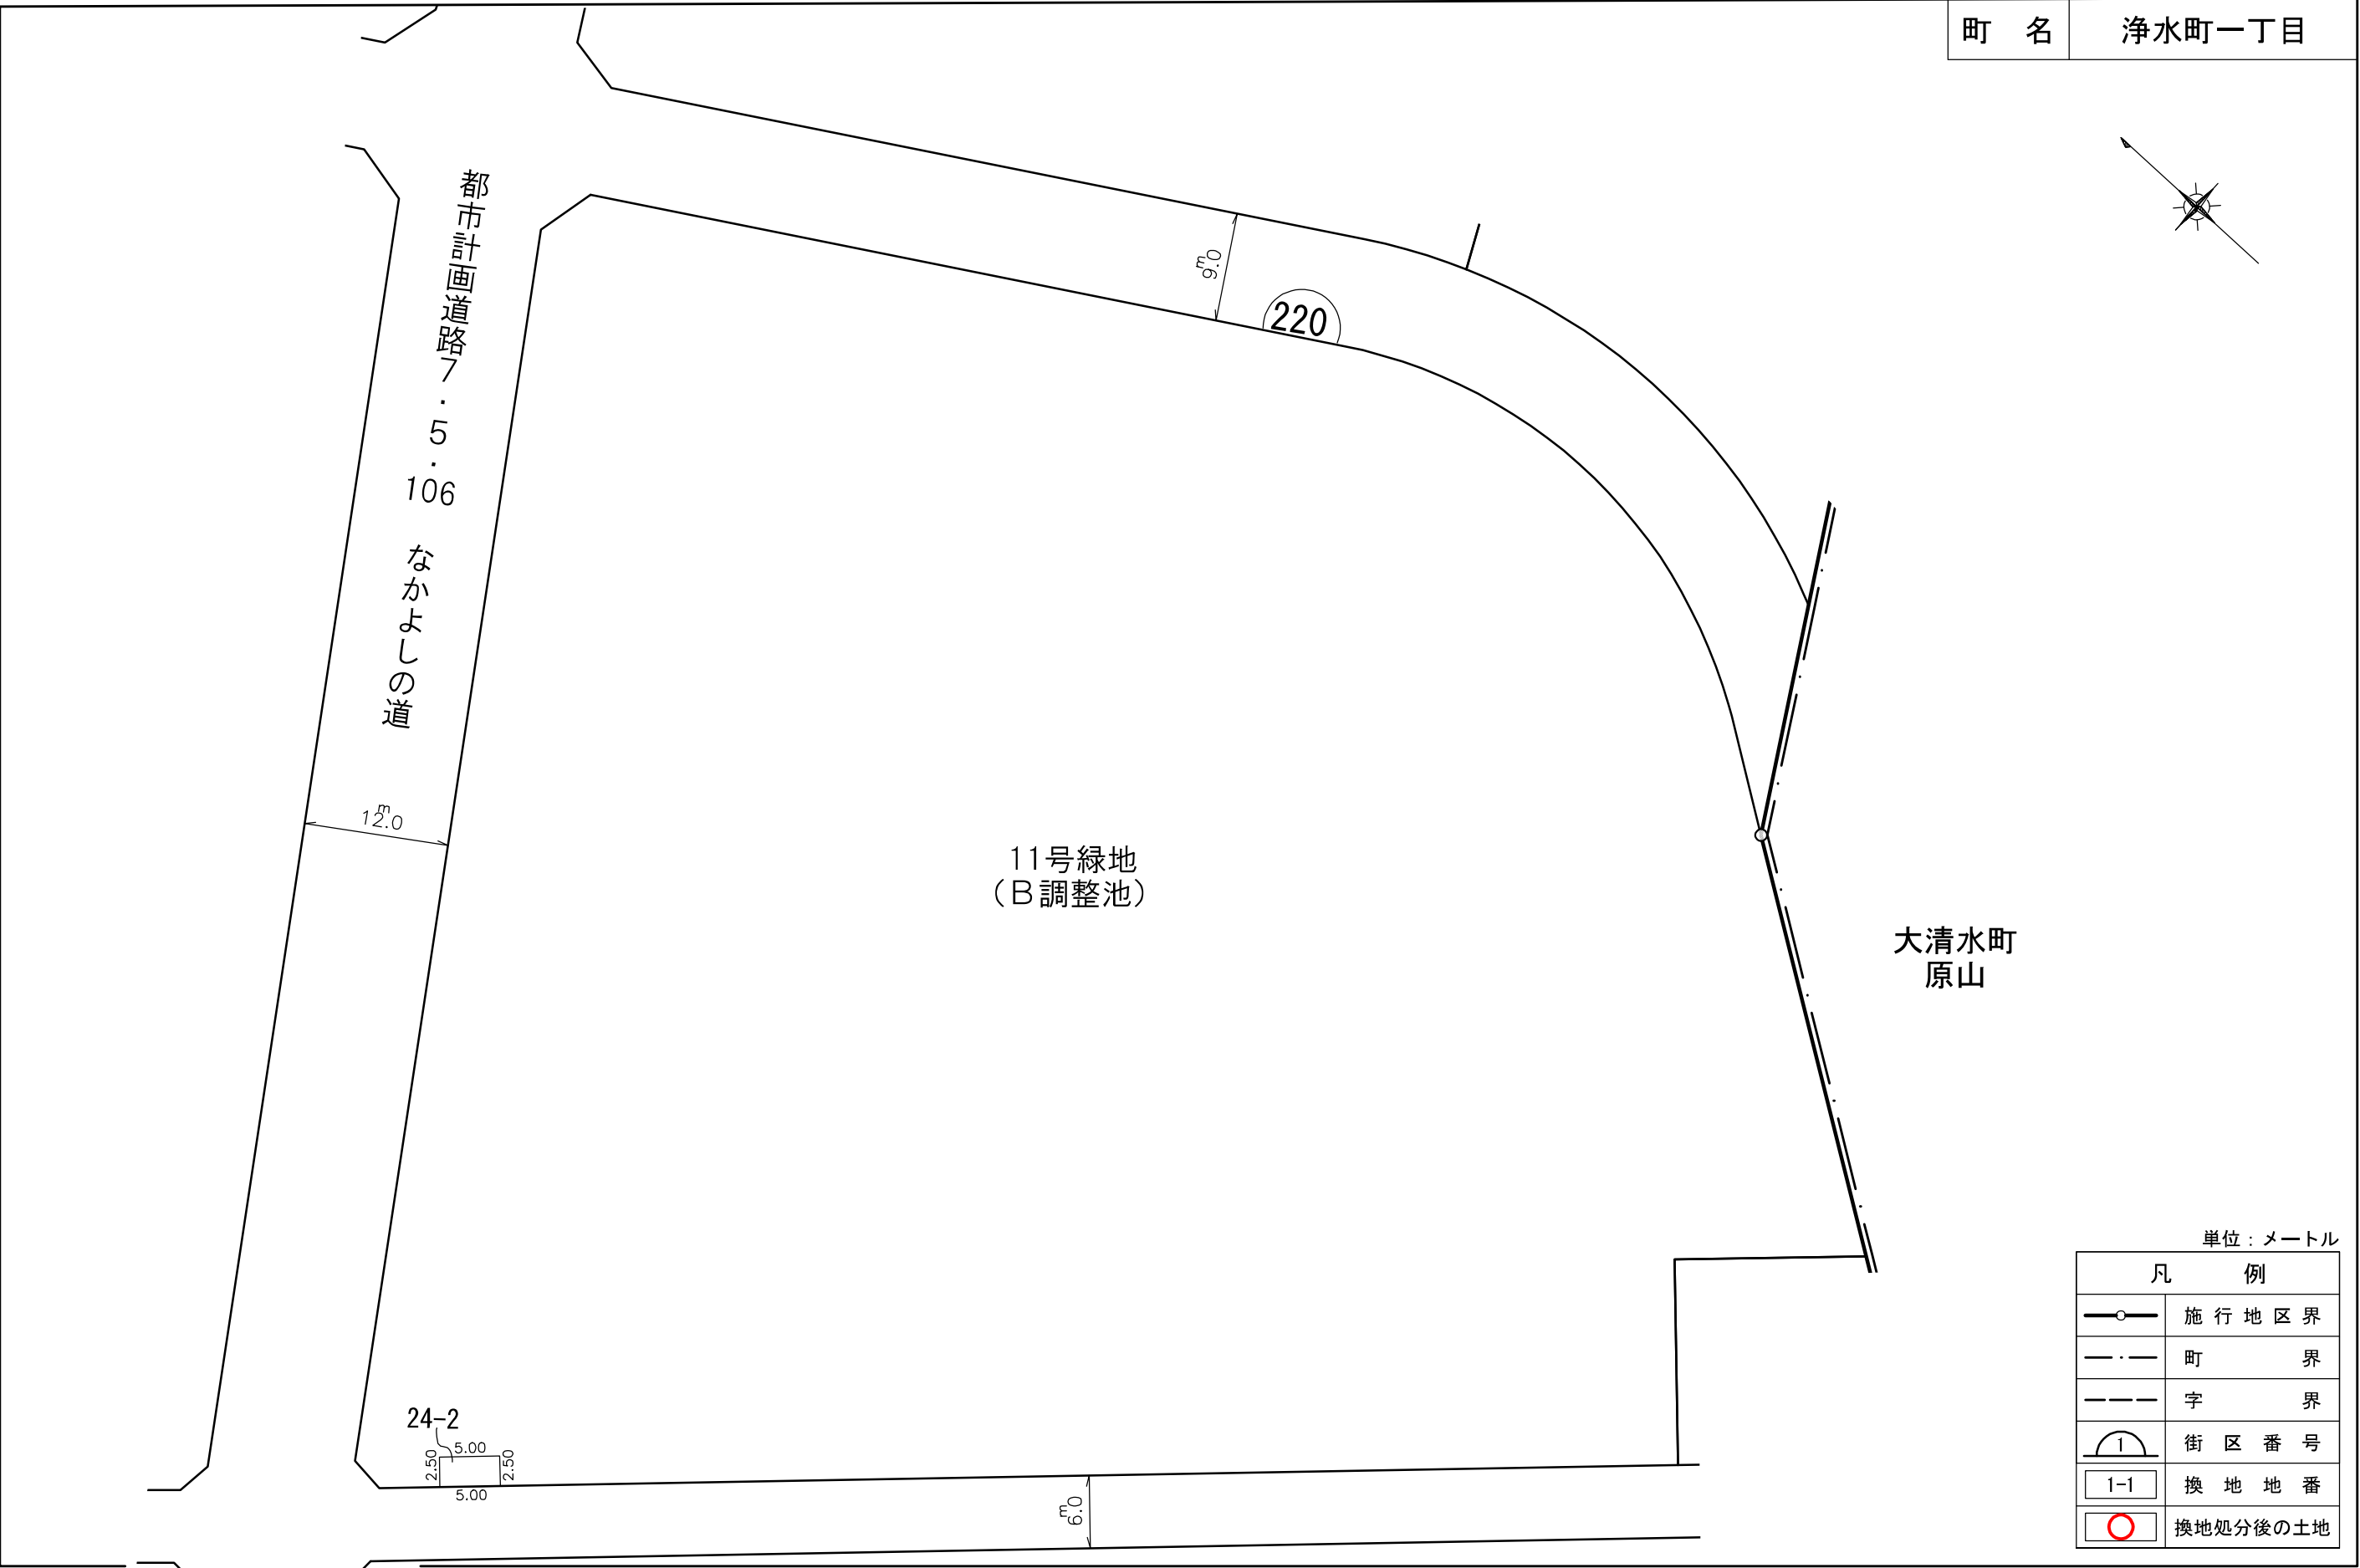 町 名 浄水町一丁目
都市計画道路7・5・106 なかよしの道
9.0m
220
12.0m
11号緑地
(B調整池)
大清水町
原山
24-2
5.00
2.50
2.50
5.00
6.0m
単位：メートル
凡 例
施行地区界
町 界
字 界
1 街区番号
1-1 換地地番
換地処分後の土地